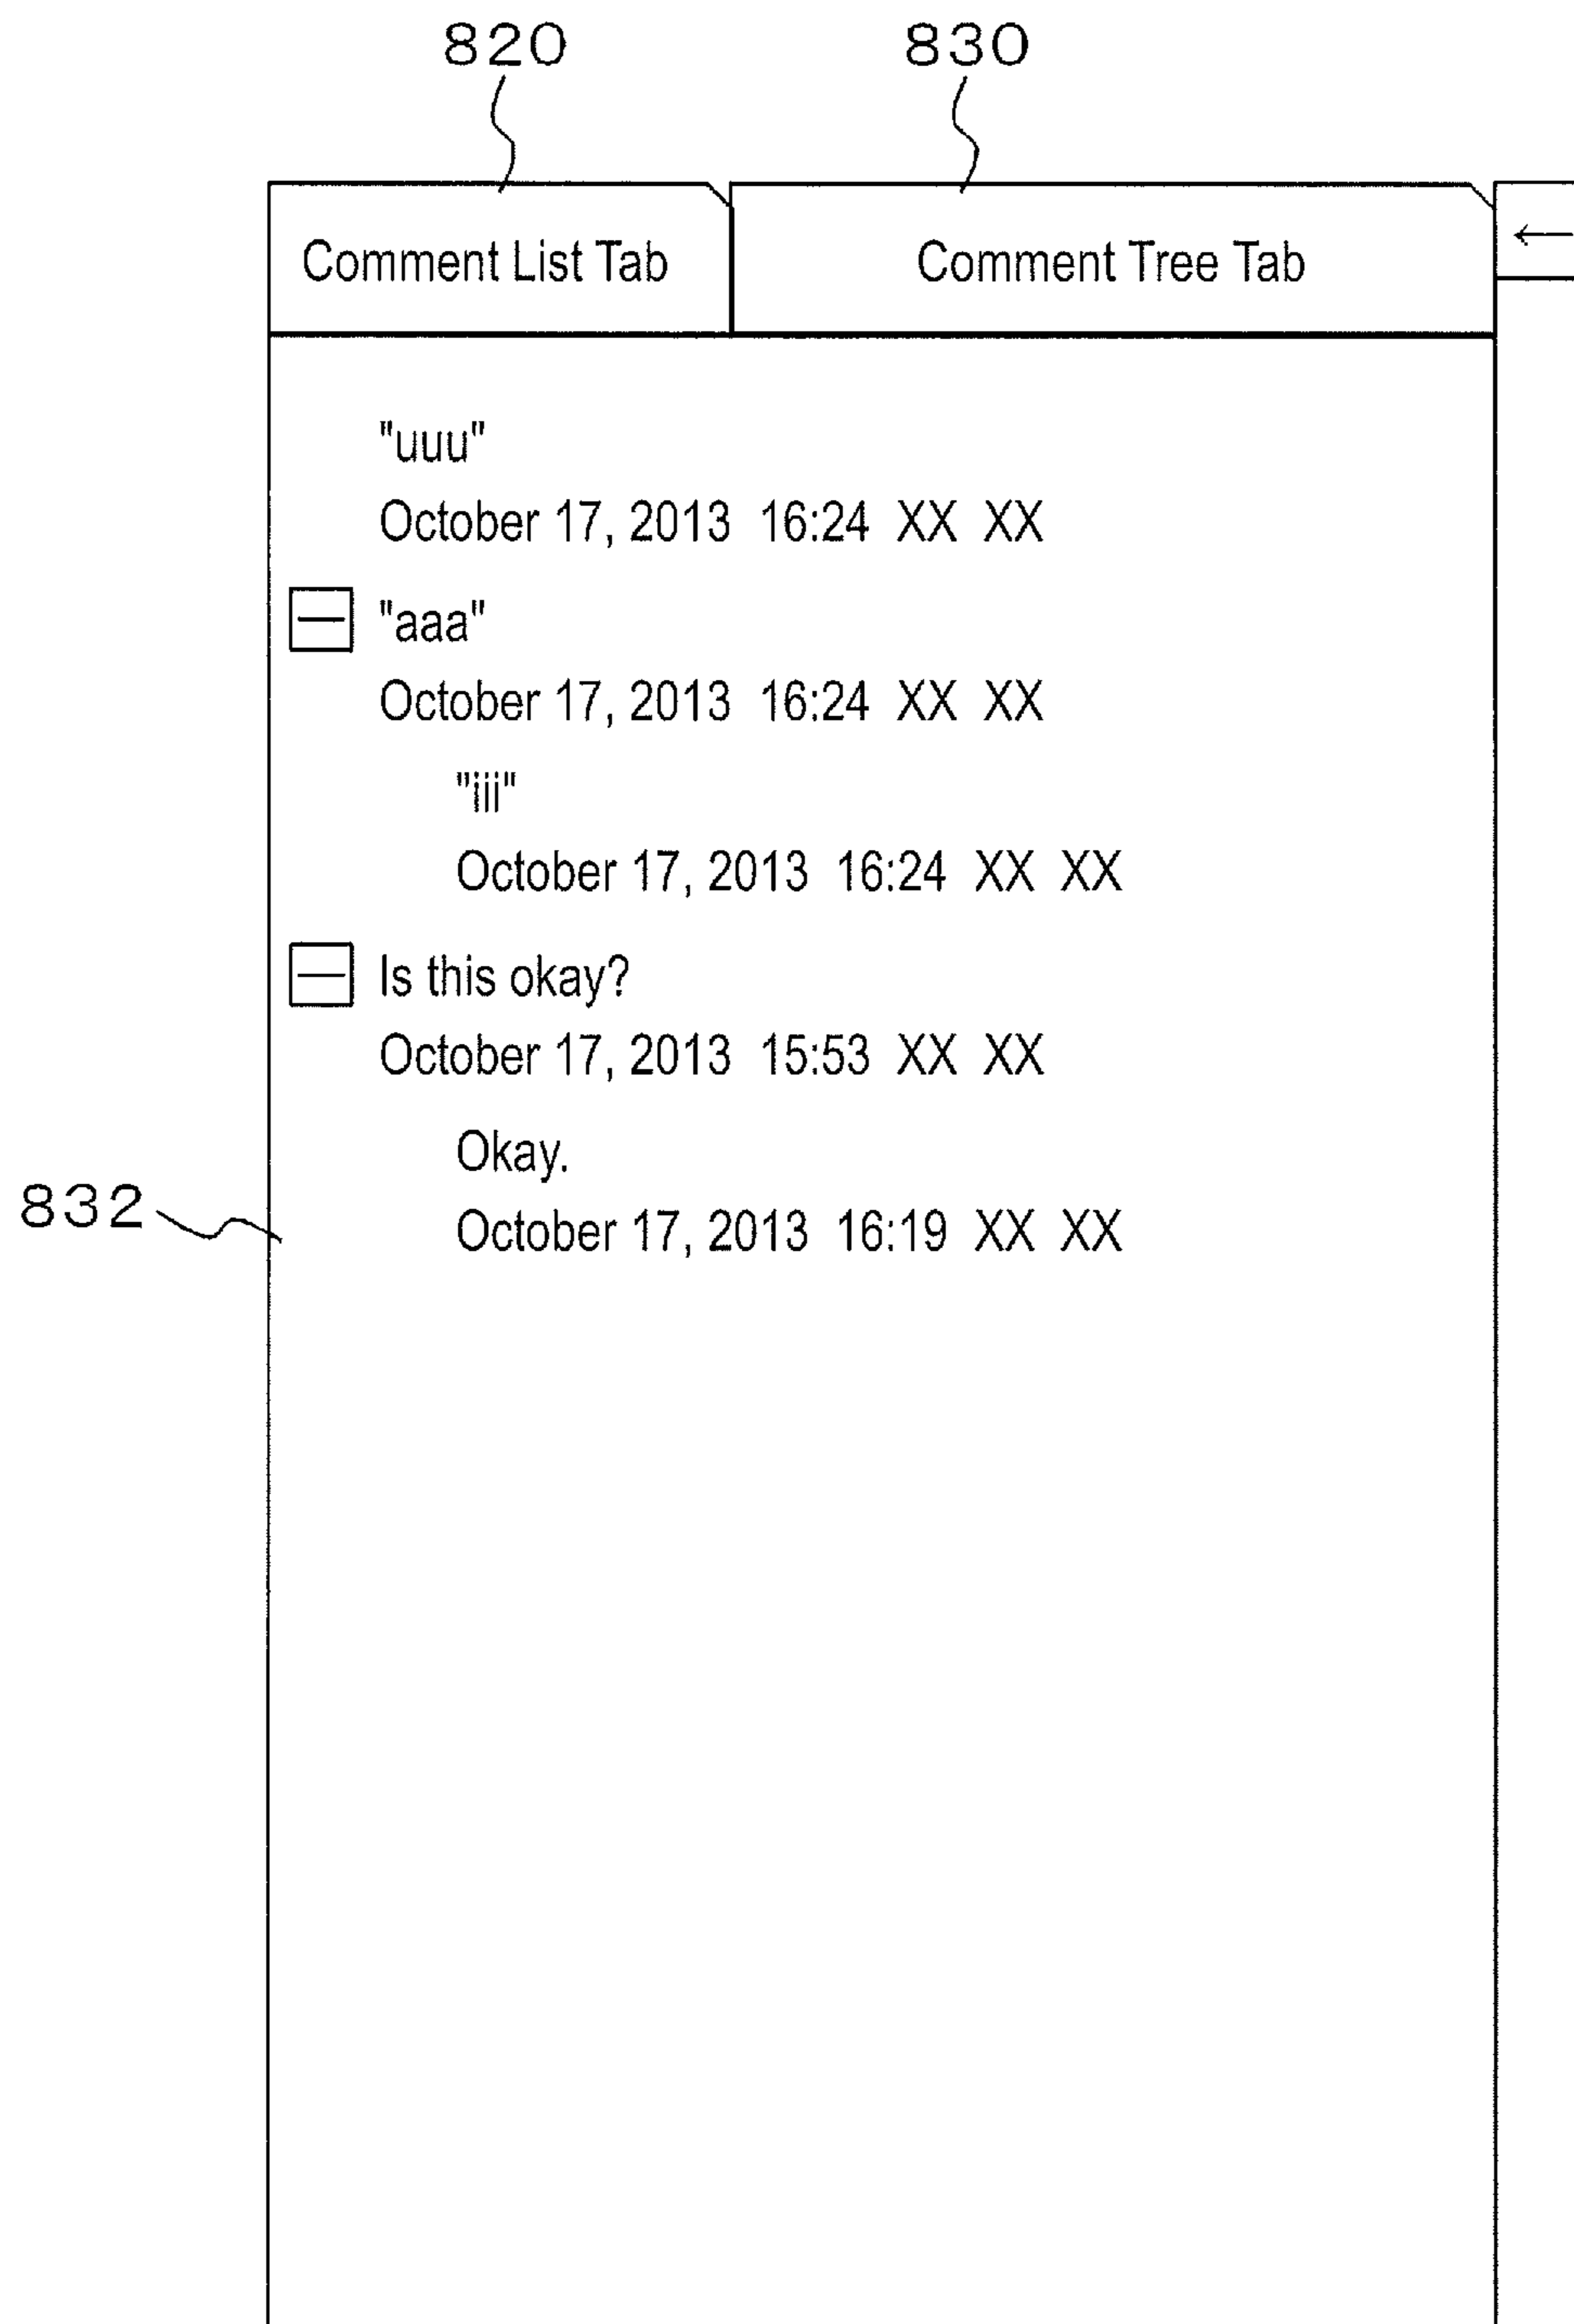 820 830
Comment List Tab Comment Tree Tab ←
"uuu"
October 17, 2013 16:24 XX XX
"aaa"
October 17, 2013 16:24 XX XX
"iii"
October 17, 2013 16:24 XX XX
Is this okay?
October 17, 2013 15:53 XX XX
Okay.
832
October 17, 2013 16:19 XX XX